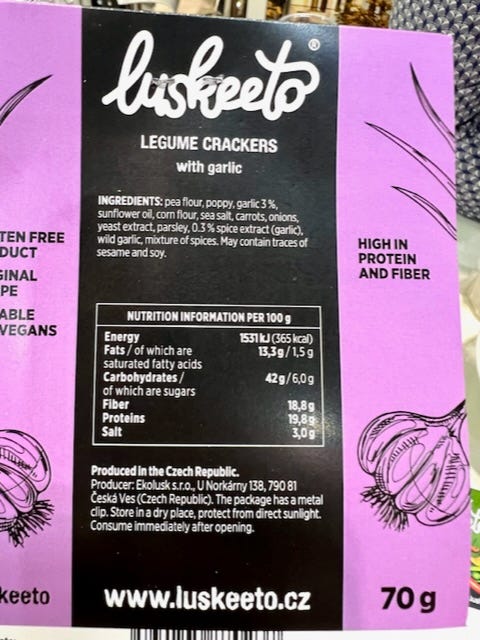 luskeeto®
LEGUME CRACKERS
with garlic
INGREDIENTS: pea flour, poppy, garlic 3 %,
sunflower oil, corn flour, sea salt, carrots, onions,
yeast extract, parsley, 0.3 % spice extract (garlic),
wild garlic, mixture of spices. May contain traces of
sesame and soy.
TEN FREE
DUCT
GINAL
PE
ABLE
VEGANS
HIGH IN
PROTEIN
AND FIBER
NUTRITION INFORMATION PER 100 g
Energy 1531 kJ (365 kcal)
Fats / of which are 13,3g / 1,5 g
saturated fatty acids
Carbohydrates / 42g / 6,0 g
of which are sugars
Fiber 18,8g
Proteins 19,8g
Salt 3,0g
Produced in the Czech Republic.
Producer: Ekolusk s.r.o., U Norkárny 138, 790 81
Česká Ves (Czech Republic). The package has a metal
clip. Store in a dry place, protect from direct sunlight.
Consume immediately after opening.
keeto
www.luskeeto.cz
70 g